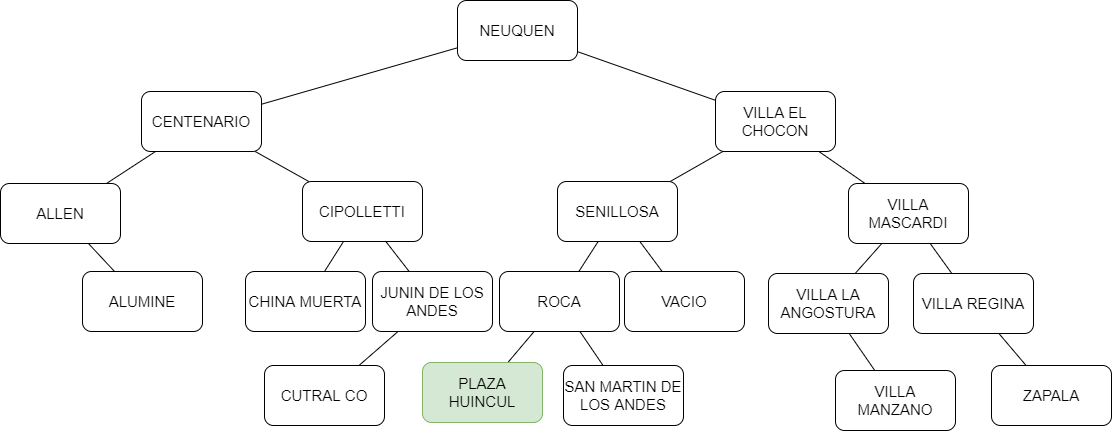 NEUQUEN
CENTENARIO
VILLA EL
CHOCON
ALLEN
CIPOLLETTI
SENILLOSA
VILLA
MASCARDI
ALUMINE
CHINA MUERTA
JUNIN DE LOS
ANDES
ROCA
VACIO
VILLA LA
ANGOSTURA
VILLA REGINA
CUTRAL CO
PLAZA
HUINCUL
SAN MARTIN DE
LOS ANDES
VILLA
MANZANO
ZAPALA